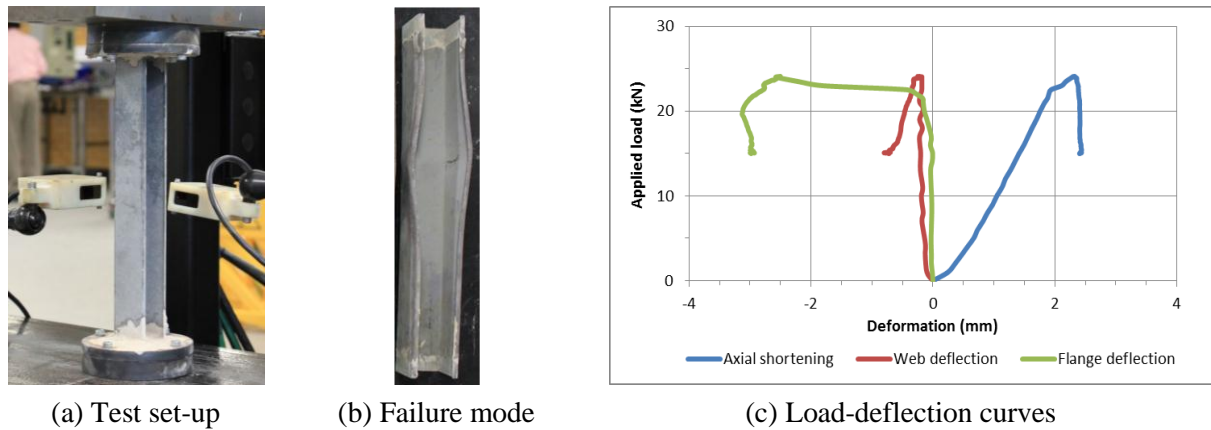 30
20
10
0
Applied load (kN)
-4 -2 0 2 4
Deformation (mm)
Axial shortening Web deflection Flange deflection
(a) Test set-up (b) Failure mode (c) Load-deflection curves